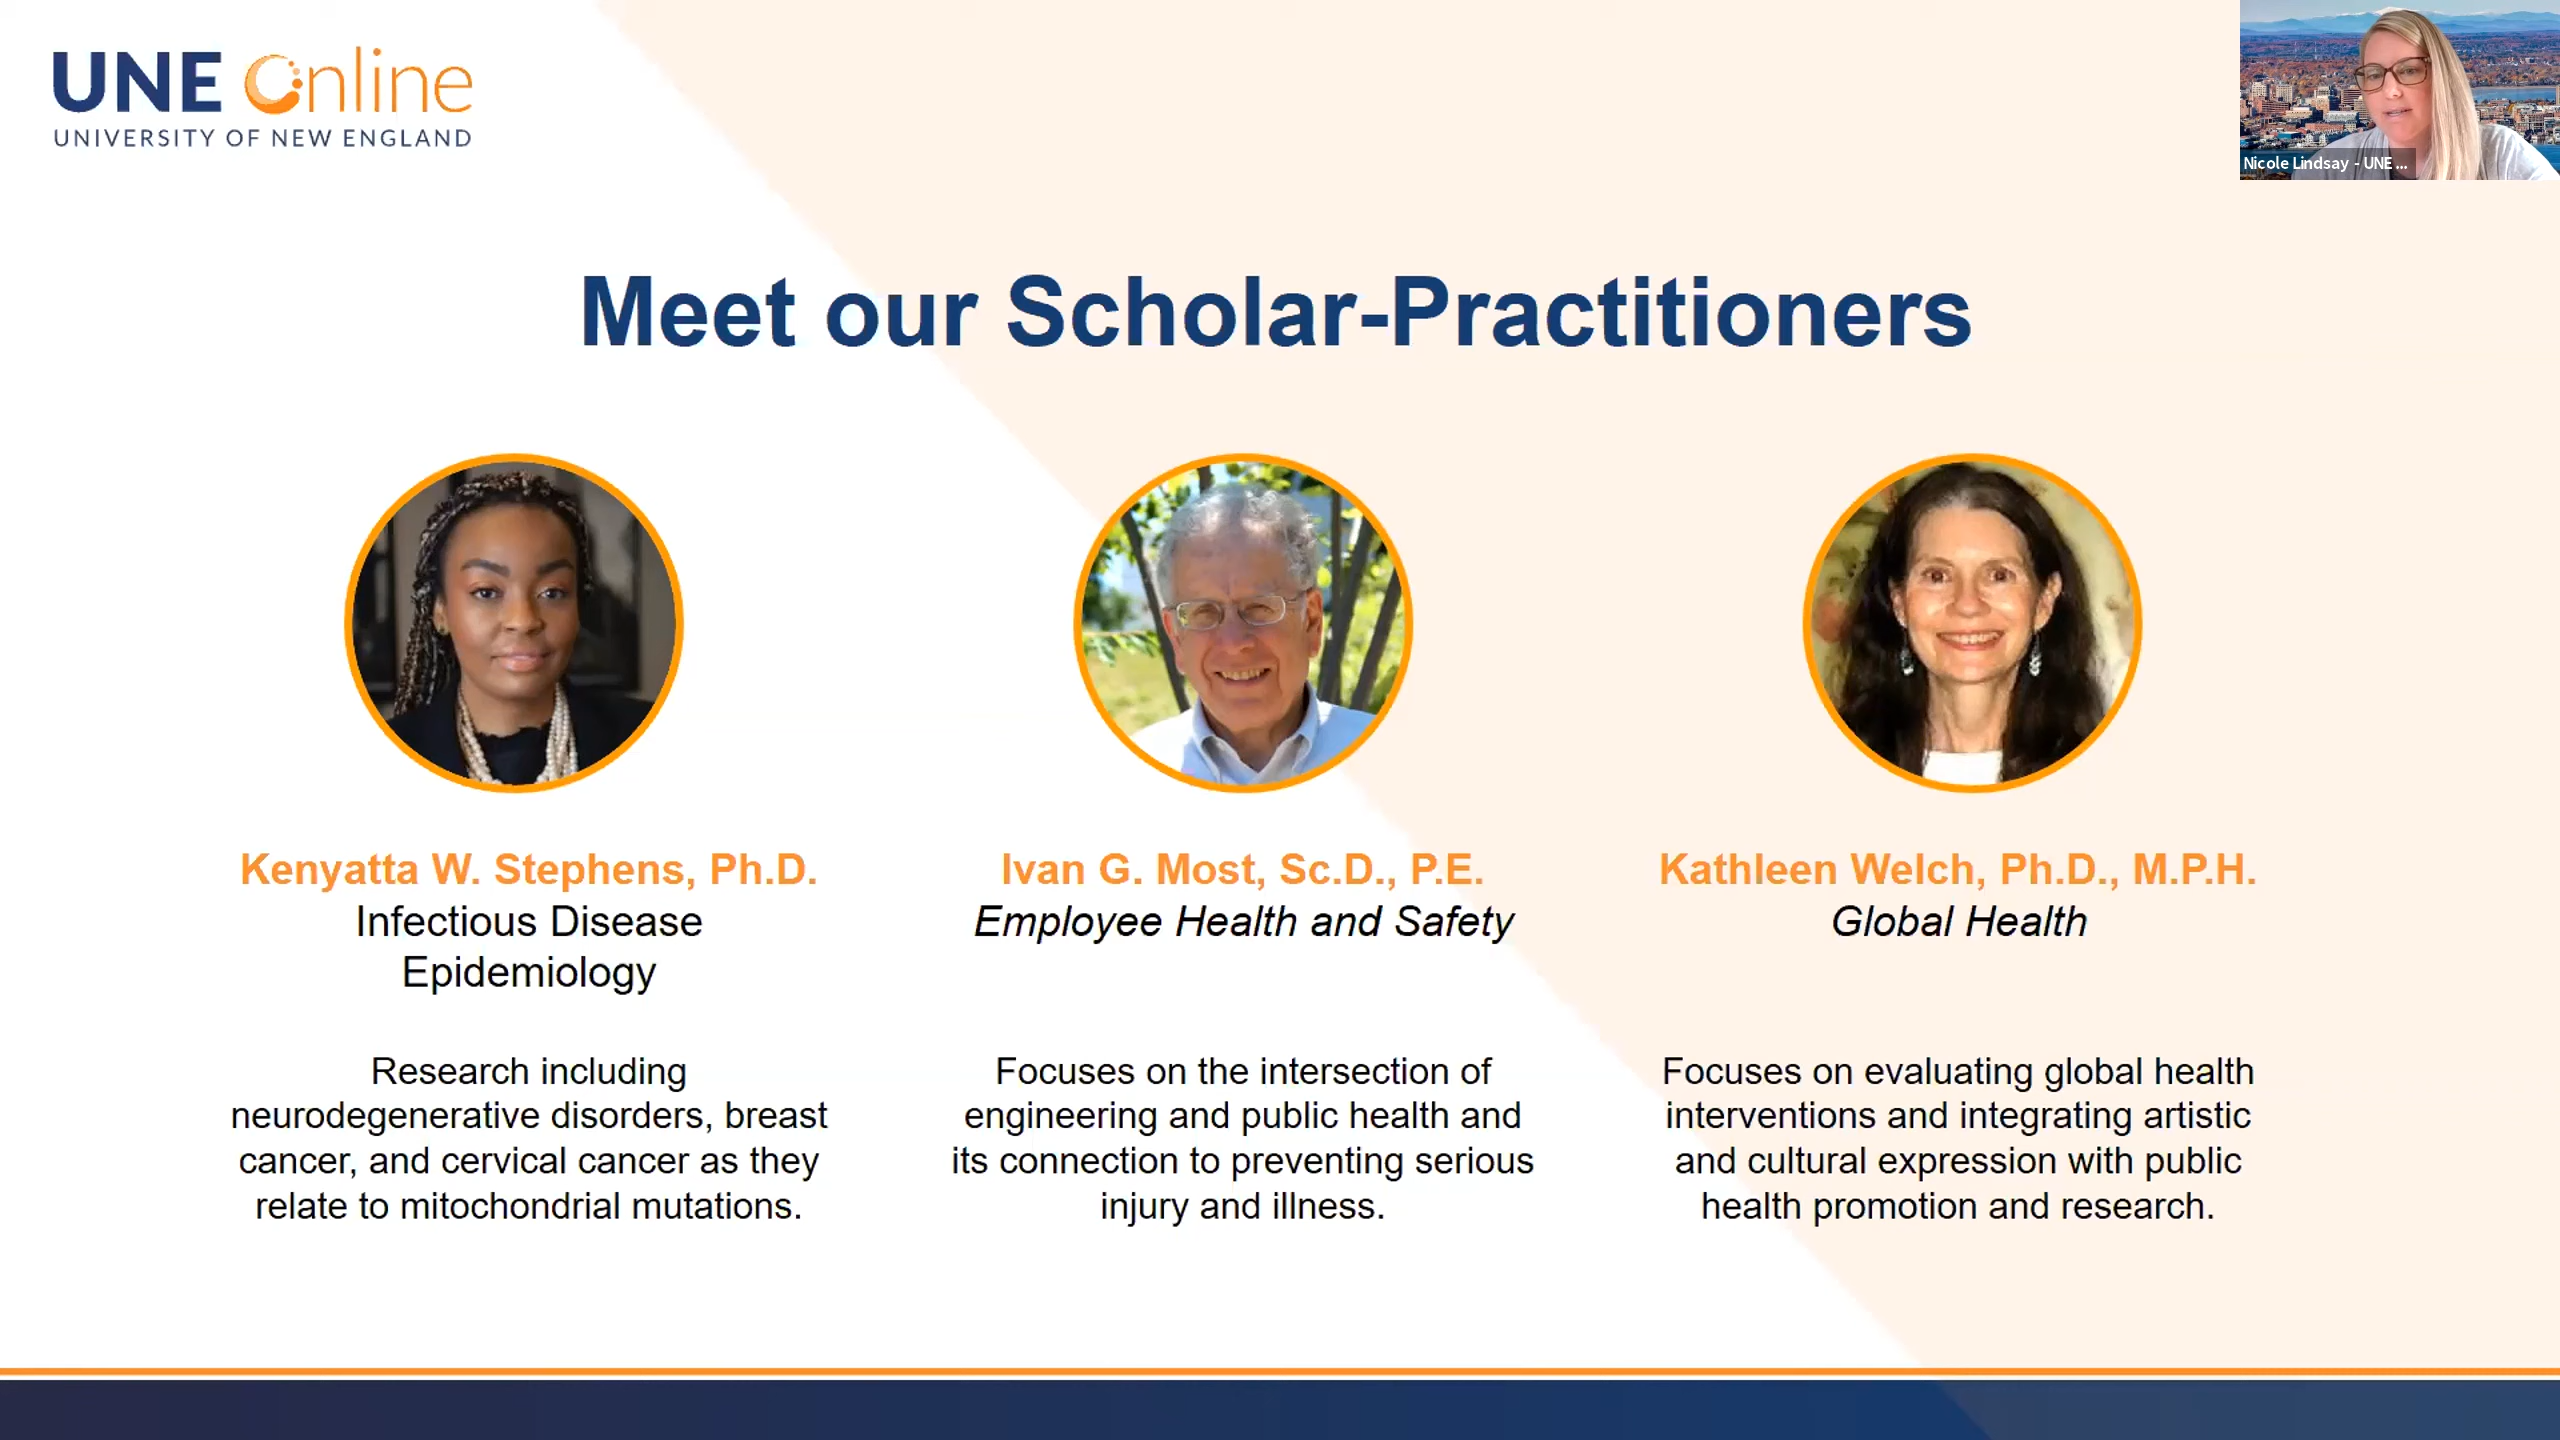 UNE Online
UNIVERSITY OF NEW ENGLAND
Nicole Lindsay - UNE ...
Meet our Scholar-Practitioners
Kenyatta W. Stephens, Ph.D.
Infectious Disease
Epidemiology
Research including
neurodegenerative disorders, breast
cancer, and cervical cancer as they
relate to mitochondrial mutations.
Ivan G. Most, Sc.D., P.E.
Employee Health and Safety
Focuses on the intersection of
engineering and public health and
its connection to preventing serious
injury and illness.
Kathleen Welch, Ph.D., M.P.H.
Global Health
Focuses on evaluating global health
interventions and integrating artistic
and cultural expression with public
health promotion and research.